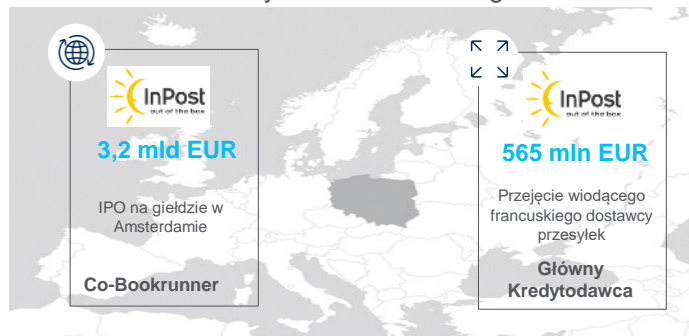 InPost
out of the box
3,2 mld EUR
IPO na giełdzie w
Amsterdamie
Co-Bookrunner
InPost
out of the box
565 mln EUR
Przejęcie wiodącego
francuskiego dostawcy
przesyłek
Główny
Kredytodawca